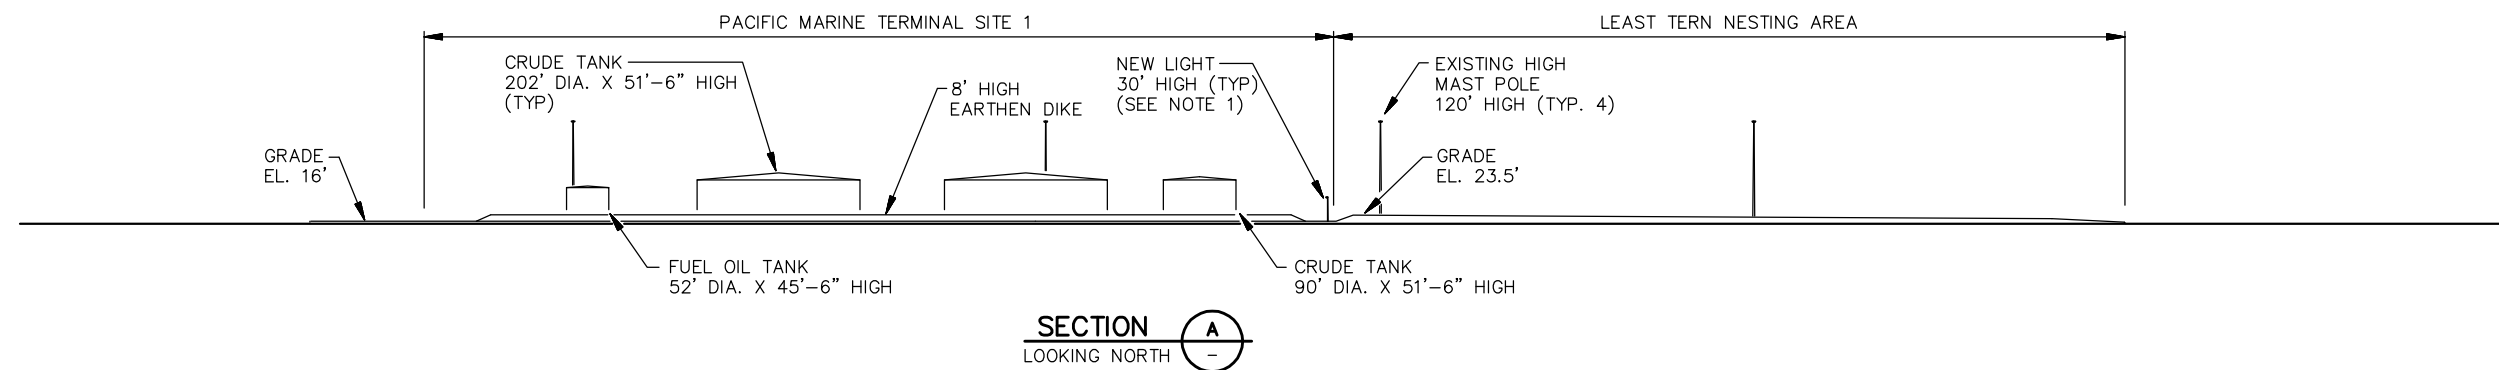 PACIFIC MARINE TERMINAL SITE 1
LEAST TERN NESTING AREA
CRUDE TANK
202' DIA. X 51'-6" HIGH
(TYP)
8' HIGH
EARTHEN DIKE
NEW LIGHT
30' HIGH (TYP)
(SEE NOTE 1)
EXISTING HIGH
MAST POLE
120' HIGH (TYP. 4)
GRADE
EL. 16'
GRADE
EL. 23.5'
FUEL OIL TANK
52' DIA. X 45'-6" HIGH
CRUDE TANK
90' DIA. X 51'-6" HIGH
SECTION A
LOOKING NORTH -